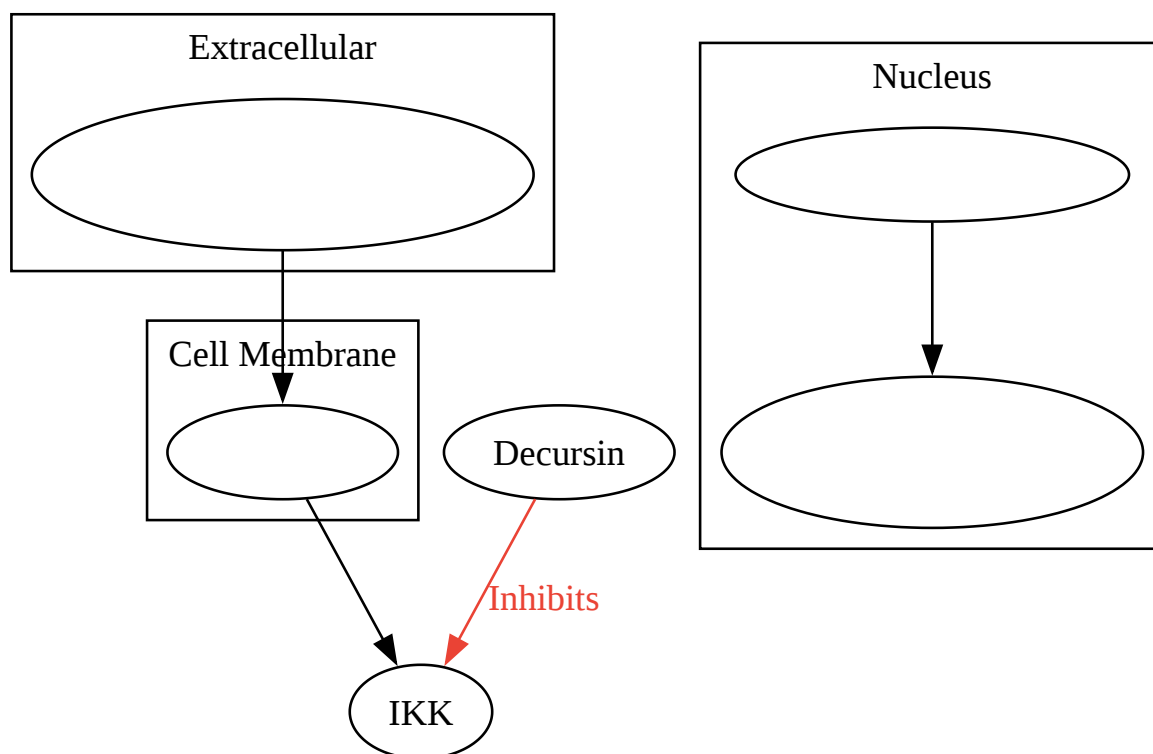 Extracellular
Nucleus
Cell Membrane
Decursin
Inhibits
IKK